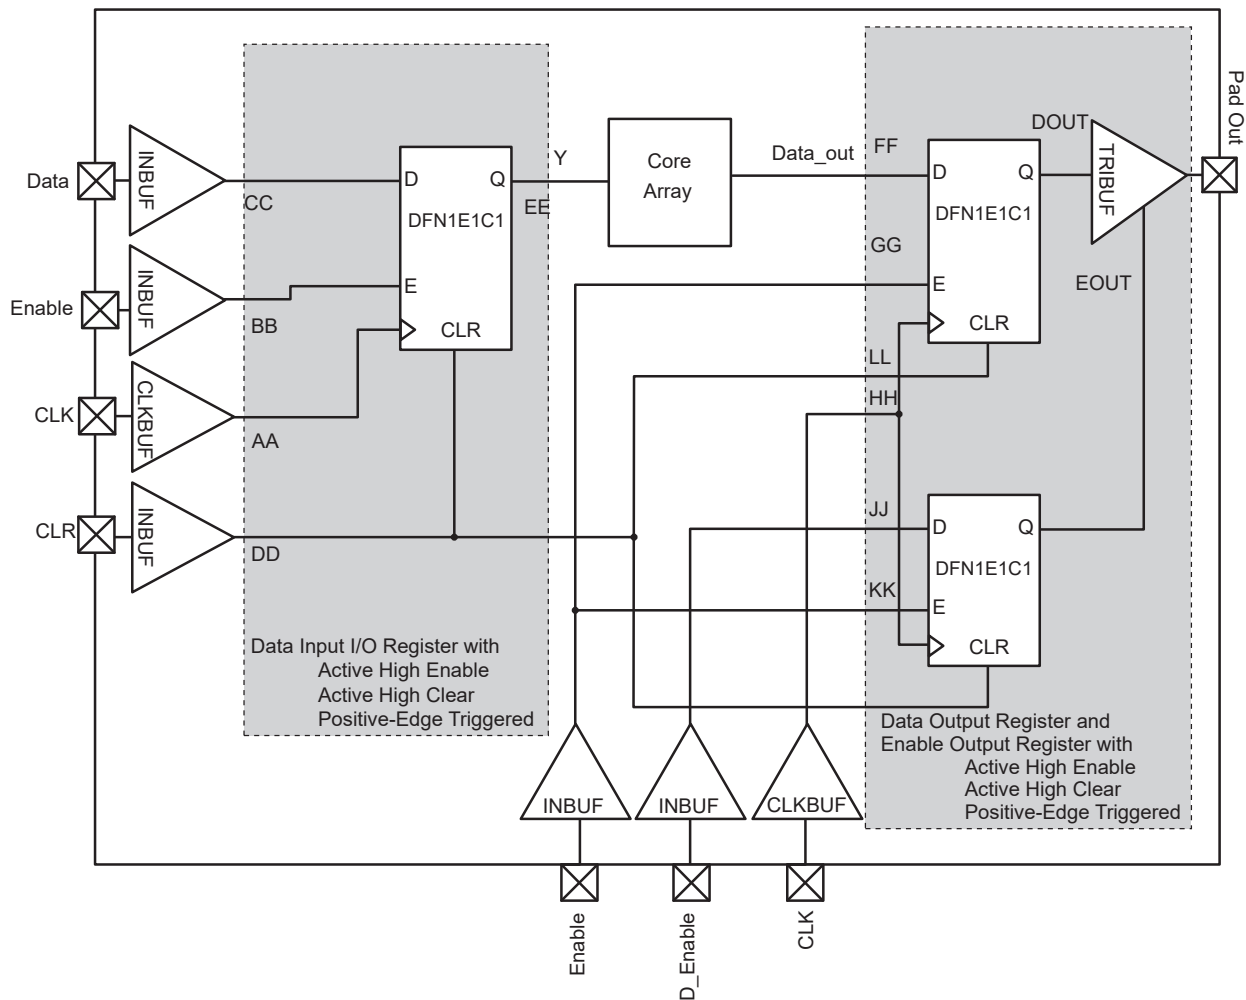 Data
INBUF
CC
Enable
INBUF
BB
CLK
CLKBUF
AA
CLR
INBUF
DD
D
Q
DFN1E1C1
E
CLR
Y
EE
Data Input I/O Register with
Active High Enable
Active High Clear
Positive-Edge Triggered
Core
Array
Data_out
FF
GG
LL
HH
JJ
KK
D
Q
DFN1E1C1
E
CLR
DOUT
TRIBUF
EOUT
Pad Out
D
Q
DFN1E1C1
E
CLR
Data Output Register and
Enable Output Register with
Active High Enable
Active High Clear
Positive-Edge Triggered
INBUF
INBUF
CLKBUF
Enable
D_Enable
CLK